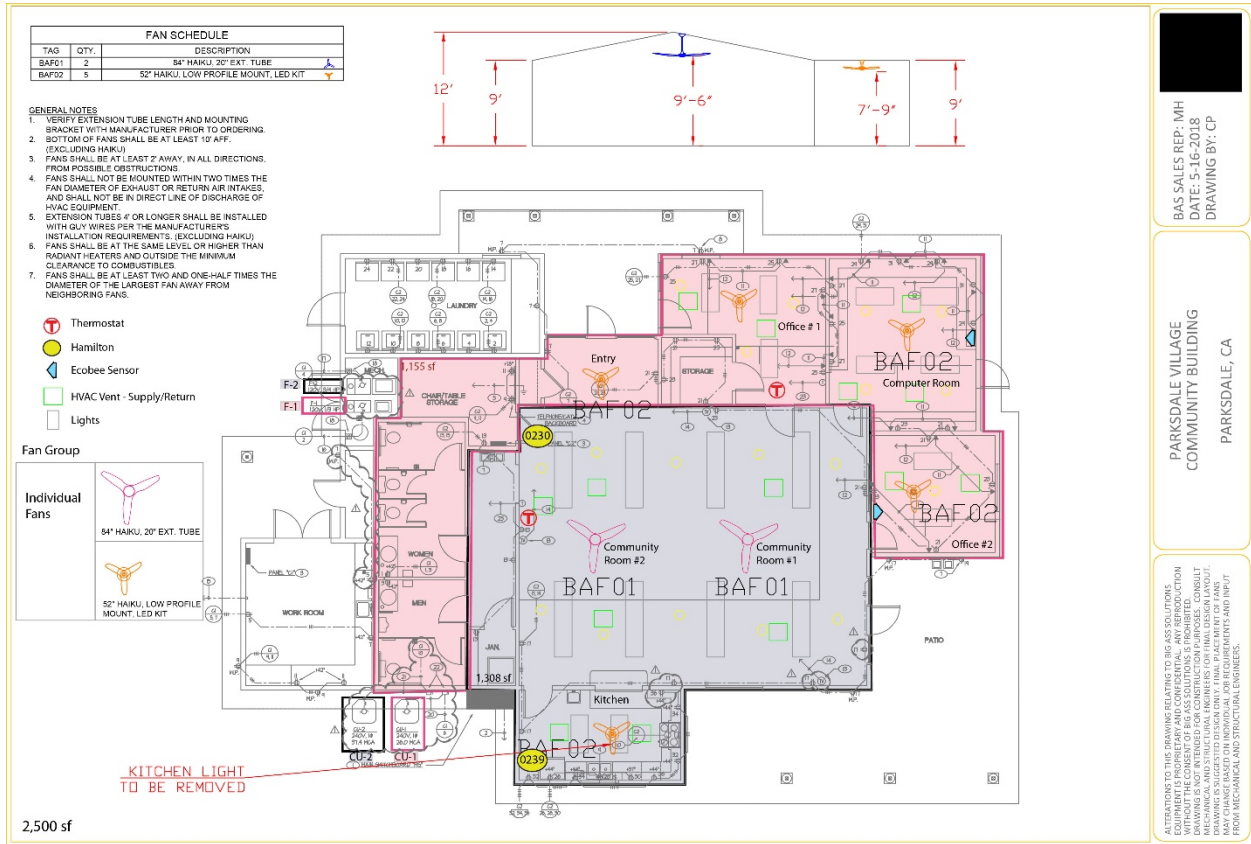 FAN SCHEDULE
TAG QTY. DESCRIPTION
BAF01 2 84" HAIKU, 20" EXT. TUBE
BAF02 5 52" HAIKU, LOW PROFILE MOUNT, LED KIT
GENERAL NOTES
1. VERIFY EXTENSION TUBE LENGTH AND MOUNTING
BRACKET WITH MANUFACTURER PRIOR TO ORDERING.
2. BOTTOM OF FANS SHALL BE AT LEAST 10' AFF.
(EXCLUDING HAIKU)
3. FANS SHALL BE AT LEAST 2' AWAY, IN ALL DIRECTIONS,
FROM POSSIBLE OBSTRUCTIONS.
4. FANS SHALL NOT BE MOUNTED WITHIN TWO TIMES THE
FAN DIAMETER OF EXHAUST OR RETURN AIR INTAKES,
AND SHALL NOT BE IN DIRECT LINE OF DISCHARGE OF
HVAC EQUIPMENT.
5. EXTENSION TUBES 4' OR LONGER SHALL BE INSTALLED
WITH GUY WIRES PER THE MANUFACTURER'S
INSTALLATION REQUIREMENTS. (EXCLUDING HAIKU)
6. FANS SHALL BE AT THE SAME LEVEL OR HIGHER THAN
RADIANT HEATERS AND OUTSIDE THE MINIMUM
CLEARANCE TO COMBUSTIBLES.
7. FANS SHALL BE AT LEAST TWO AND ONE-HALF TIMES THE
DIAMETER OF THE LARGEST FAN AWAY FROM
NEIGHBORING FANS.
T Thermostat
Hamilton
Ecobee Sensor
HVAC Vent - Supply/Return
Lights
Fan Group
Individual
Fans
84" HAIKU, 20" EXT. TUBE
52" HAIKU, LOW PROFILE
MOUNT, LED KIT
12'
9'
9'-6"
7'-9"
9'
LAUNDRY
24 22 20 18 16 14
12 10 8 6 4 2
MECH.
F-2
F-1
1,155 sf
CHAIR/TABLE
STORAGE
Entry
BAF02
STORAGE
Office # 1
T
BAF02
Computer Room
BAF02
Office #2
0230
T
Community
Room #2
BAF01
Community
Room #1
BAF01
WOMEN
MEN
JAN.
1,308 sf
WORK ROOM
PATIO
Kitchen
BAF02
0239
CU-2
CU-1
KITCHEN LIGHT
TO BE REMOVED
2,500 sf
BAS SALES REP: MH
DATE: 5-16-2018
DRAWING BY: CP
PARKSDALE VILLAGE
COMMUNITY BUILDING
PARKSDALE, CA
ALTERATIONS TO THIS DRAWING RELATING TO BIG ASS SOLUTIONS
EQUIPMENT IS PROPRIETARY AND CONFIDENTIAL. ANY REPRODUCTION
WITHOUT THE CONSENT OF BIG ASS SOLUTIONS IS PROHIBITED.
DRAWING IS NOT INTENDED FOR CONSTRUCTION PURPOSES. CONSULT
MECHANICAL AND STRUCTURAL ENGINEERS FOR FINAL DESIGN LAYOUT.
DRAWING IS SUGGESTED DESIGN ONLY. FINAL PLACEMENT OF FANS
MAY CHANGE BASED ON INDIVIDUAL JOB REQUIREMENTS AND INPUT
FROM MECHANICAL AND STRUCTURAL ENGINEERS.